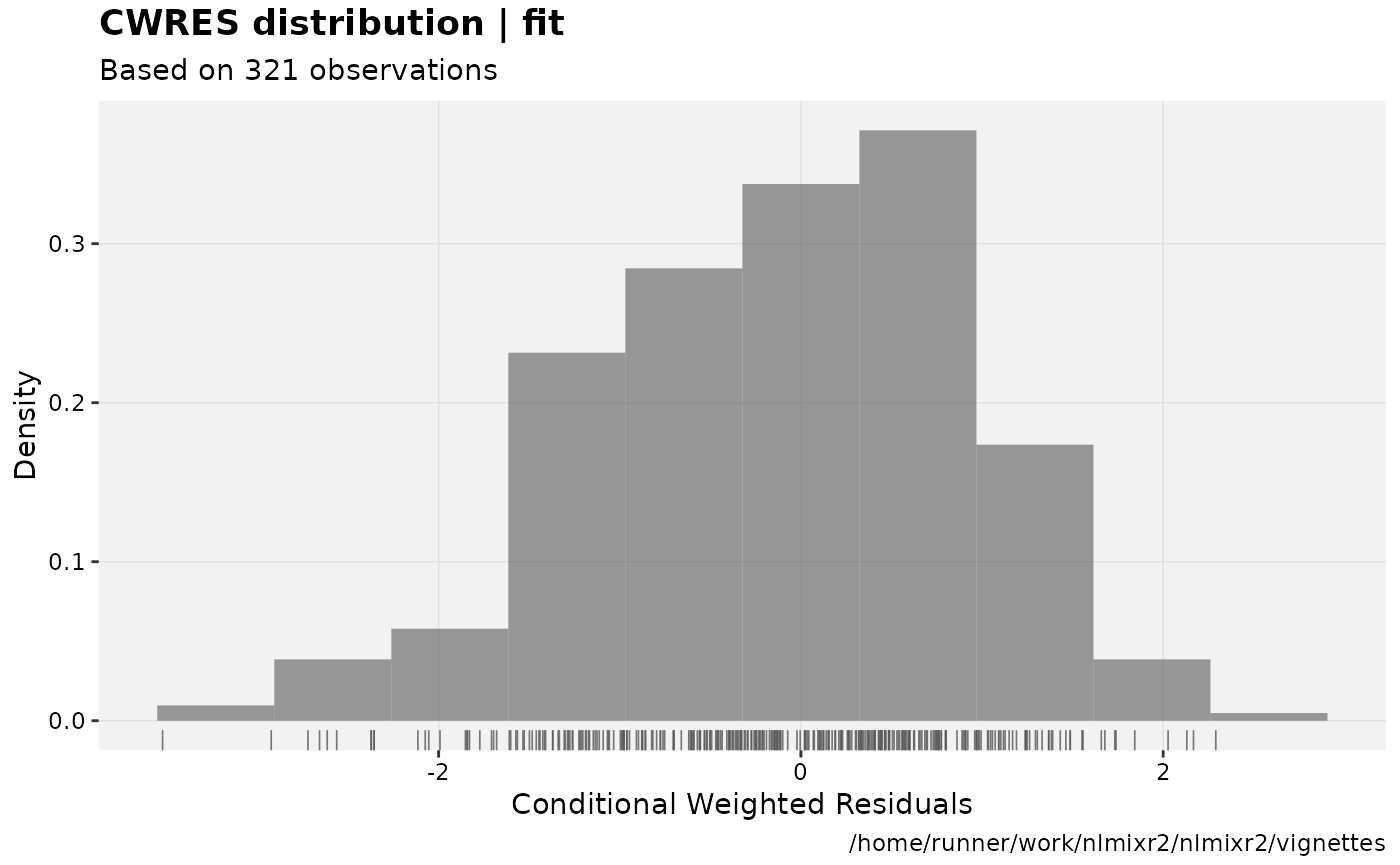 CWRES distribution | fit
Based on 321 observations
Density
0.3
0.2
0.1
0.0
-2
0
2
Conditional Weighted Residuals
/home/runner/work/nlmixr2/nlmixr2/vignettes